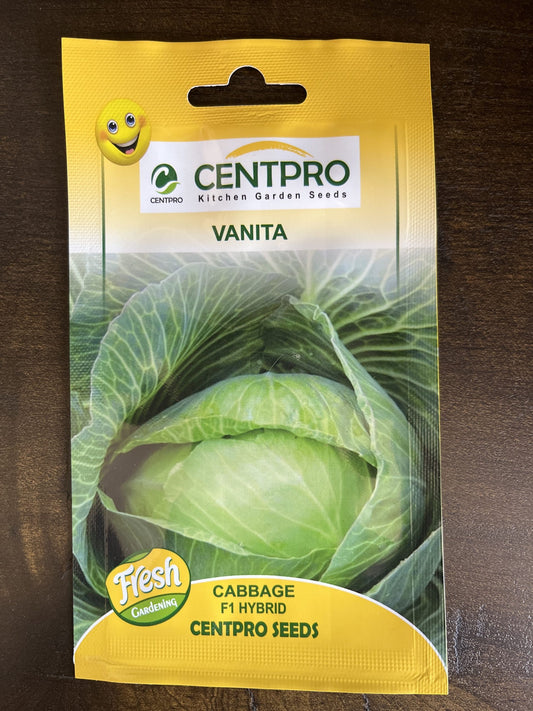 CENTPRO
CENTPRO
Kitchen Garden Seeds
VANITA
Fresh
GARDENING
CABBAGE
F1 HYBRID
CENTPRO SEEDS